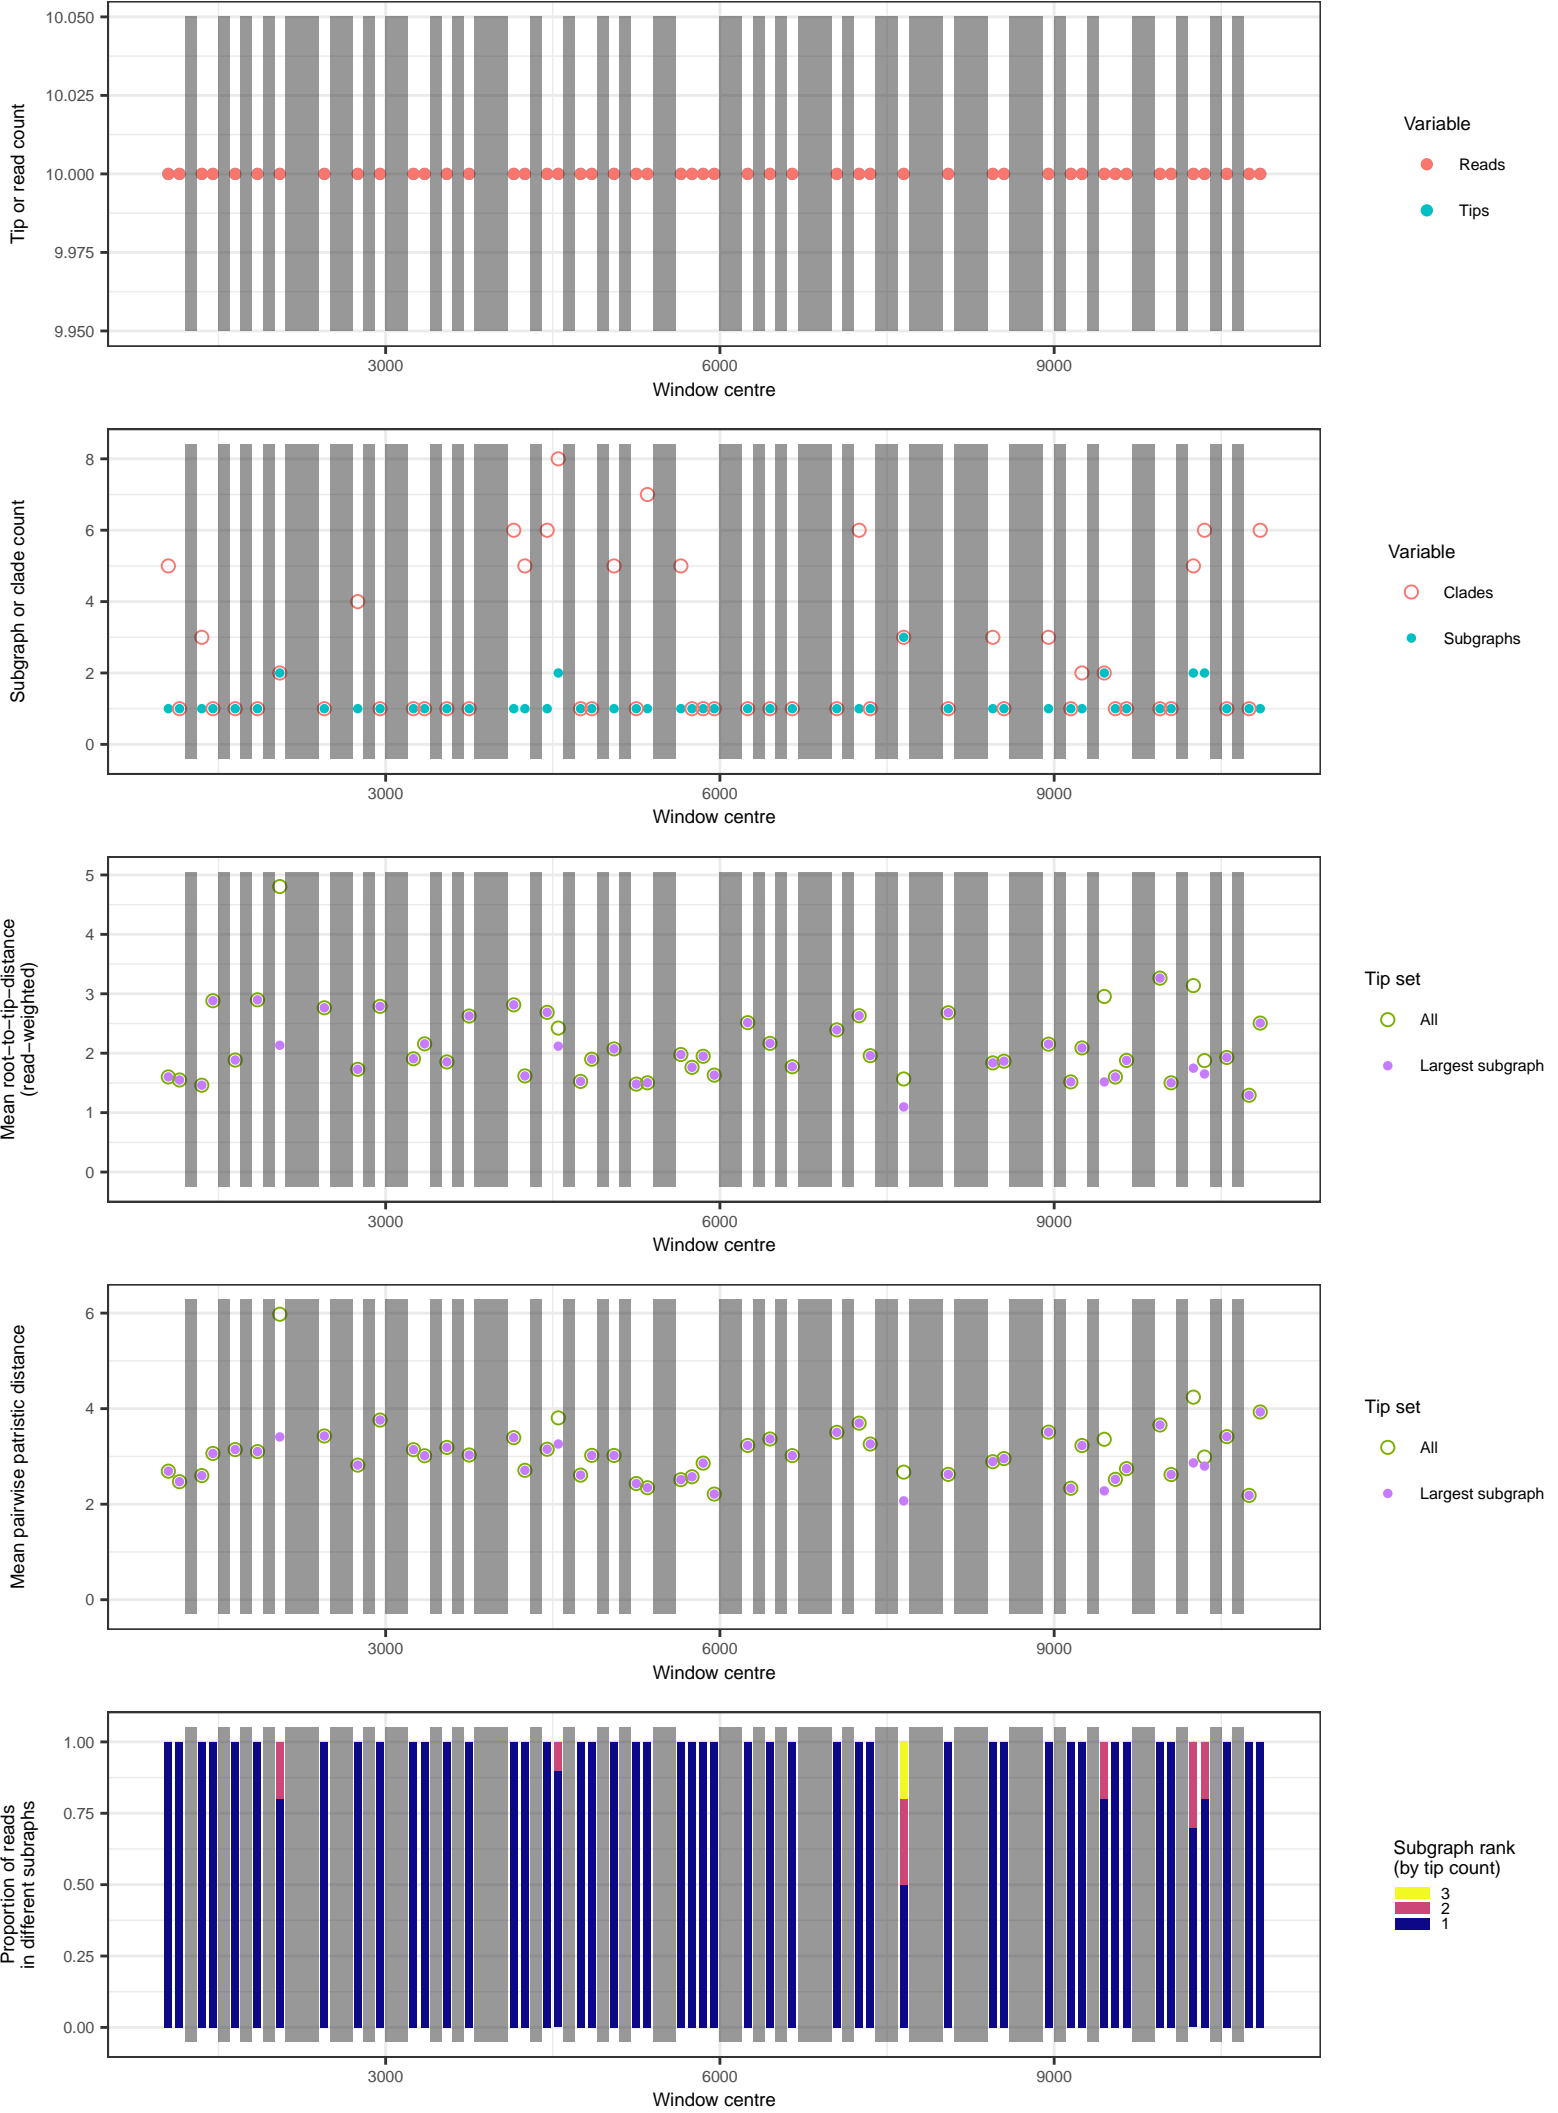 10.050
10.025
10.000
9.975
9.950
Tip or read count
3000
6000
9000
Window centre
Variable
Reads
Tips
8
6
4
2
0
Subgraph or clade count
3000
6000
9000
Window centre
Variable
Clades
Subgraphs
5
4
3
2
1
0
Mean root−to−tip−distance
(read−weighted)
3000
6000
9000
Window centre
Tip set
All
Largest subgraph
6
4
2
0
Mean pairwise patristic distance
3000
6000
9000
Window centre
Tip set
All
Largest subgraph
1.00
0.75
0.50
0.25
0.00
Proportion of reads
in different subraphs
3000
6000
9000
Window centre
Subgraph rank
(by tip count)
3
2
1